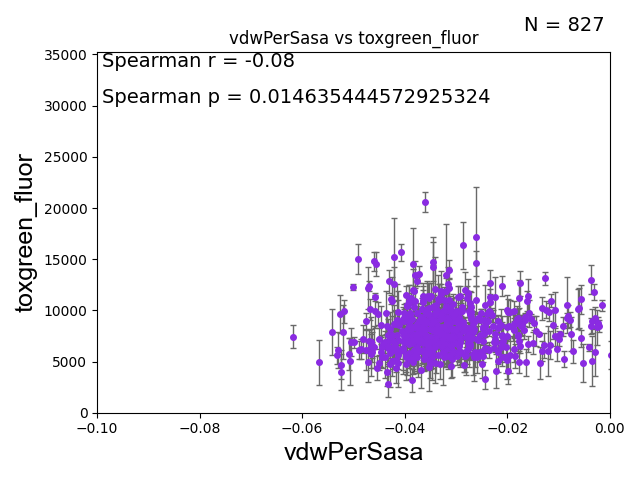 N = 827
vdwPerSasa vs toxgreen_fluor
Spearman r = -0.08
Spearman p = 0.014635444572925324
35000
30000
25000
20000
15000
10000
5000
0
toxgreen_fluor
−0.10 −0.08 −0.06 −0.04 −0.02 0.00
vdwPerSasa